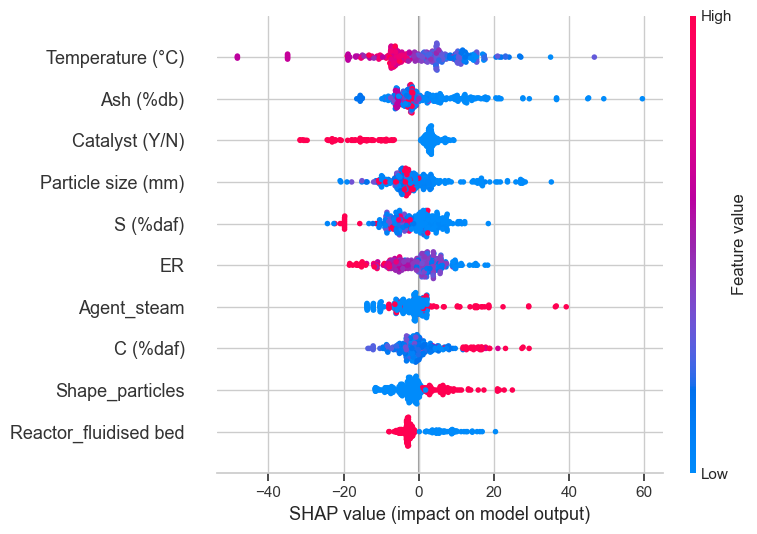 High
Temperature (°C)
Ash (%db)
Catalyst (Y/N)
Particle size (mm)
S (%daf)
ER
Agent_steam
C (%daf)
Shape_particles
Reactor_fluidised bed
Feature value
Low
−40 −20 0 20 40 60
SHAP value (impact on model output)